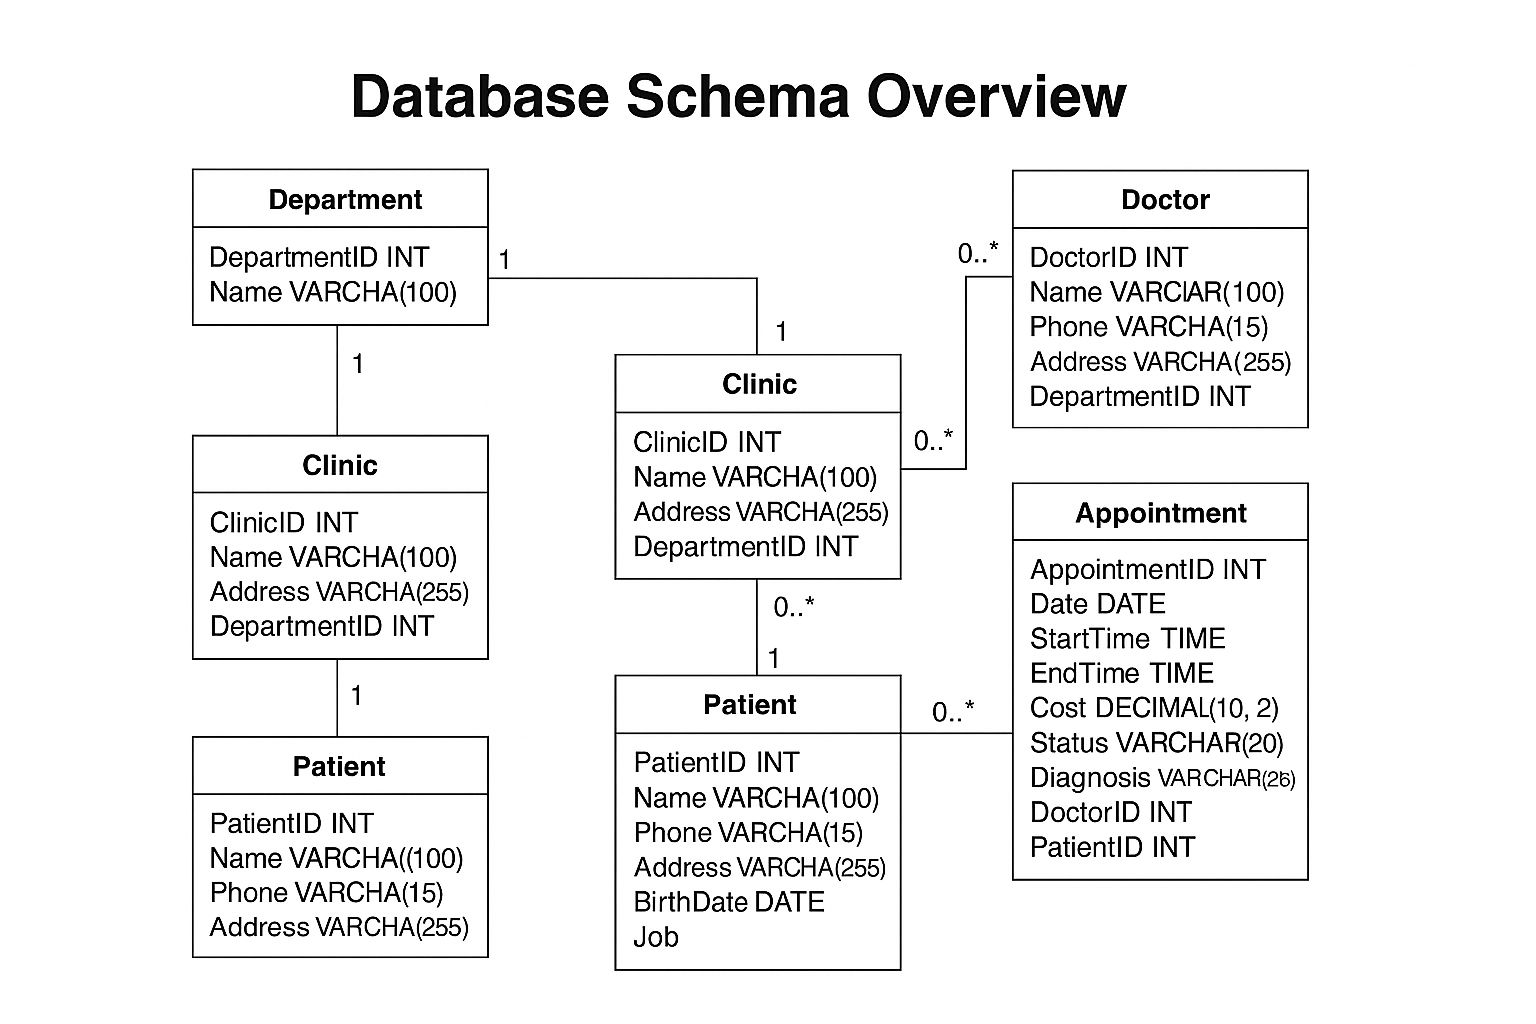 Database Schema Overview
Department
DepartmentID INT
Name VARCHA(100)
1
1
1
Clinic
ClinicID INT
Name VARCHA(100)
Address VARCHA(255)
DepartmentID INT
1
Patient
PatientID INT
Name VARCHA((100)
Phone VARCHA(15)
Address VARCHA(255)
Clinic
ClinicID INT
Name VARCHA(100)
Address VARCHA(255)
DepartmentID INT
0..*
0..*
0..*
1
Patient
PatientID INT
Name VARCHA(100)
Phone VARCHA(15)
Address VARCHA(255)
BirthDate DATE
Job
0..*
Doctor
DoctorID INT
Name VARCIAR(100)
Phone VARCHA(15)
Address VARCHA(255)
DepartmentID INT
Appointment
AppointmentID INT
Date DATE
StartTime TIME
EndTime TIME
Cost DECIMAL(10, 2)
Status VARCHAR(20)
Diagnosis VARCHAR(26)
DoctorID INT
PatientID INT